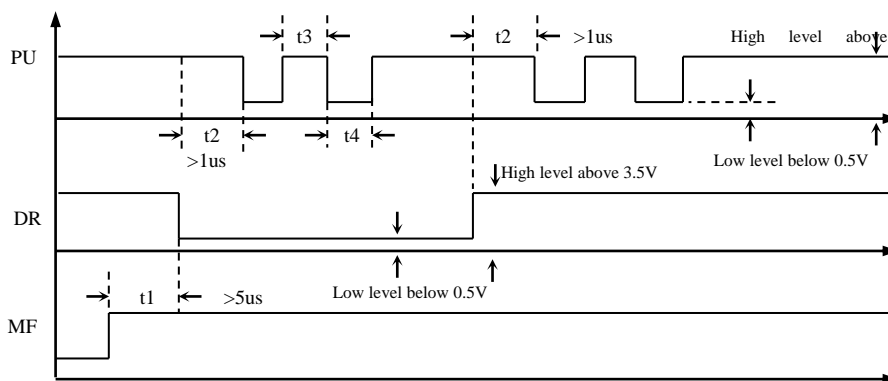 t3
t2
>1us
High level above
PU
t2
t4
>1us
Low level below 0.5V
High level above 3.5V
DR
Low level below 0.5V
t1
>5us
MF